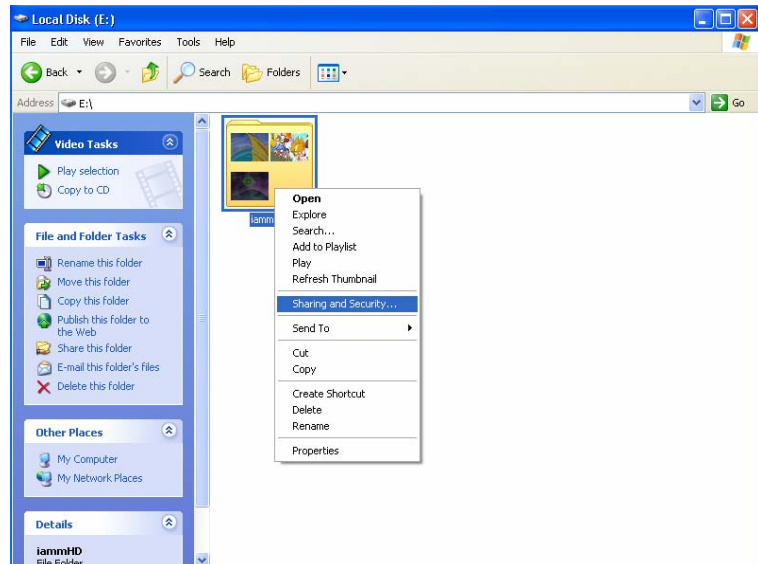 Local Disk (E:)
File Edit View Favorites Tools Help
Back Search Folders
Address E:\ Go
Video Tasks
Play selection
Copy to CD
File and Folder Tasks
Rename this folder
Move this folder
Copy this folder
Publish this folder to
the Web
Share this folder
E-mail this folder's files
Delete this folder
Other Places
My Computer
My Network Places
Details
iammHD
File Folder
iamm
Open
Explore
Search...
Add to Playlist
Play
Refresh Thumbnail
Sharing and Security...
Send To
Cut
Copy
Create Shortcut
Delete
Rename
Properties